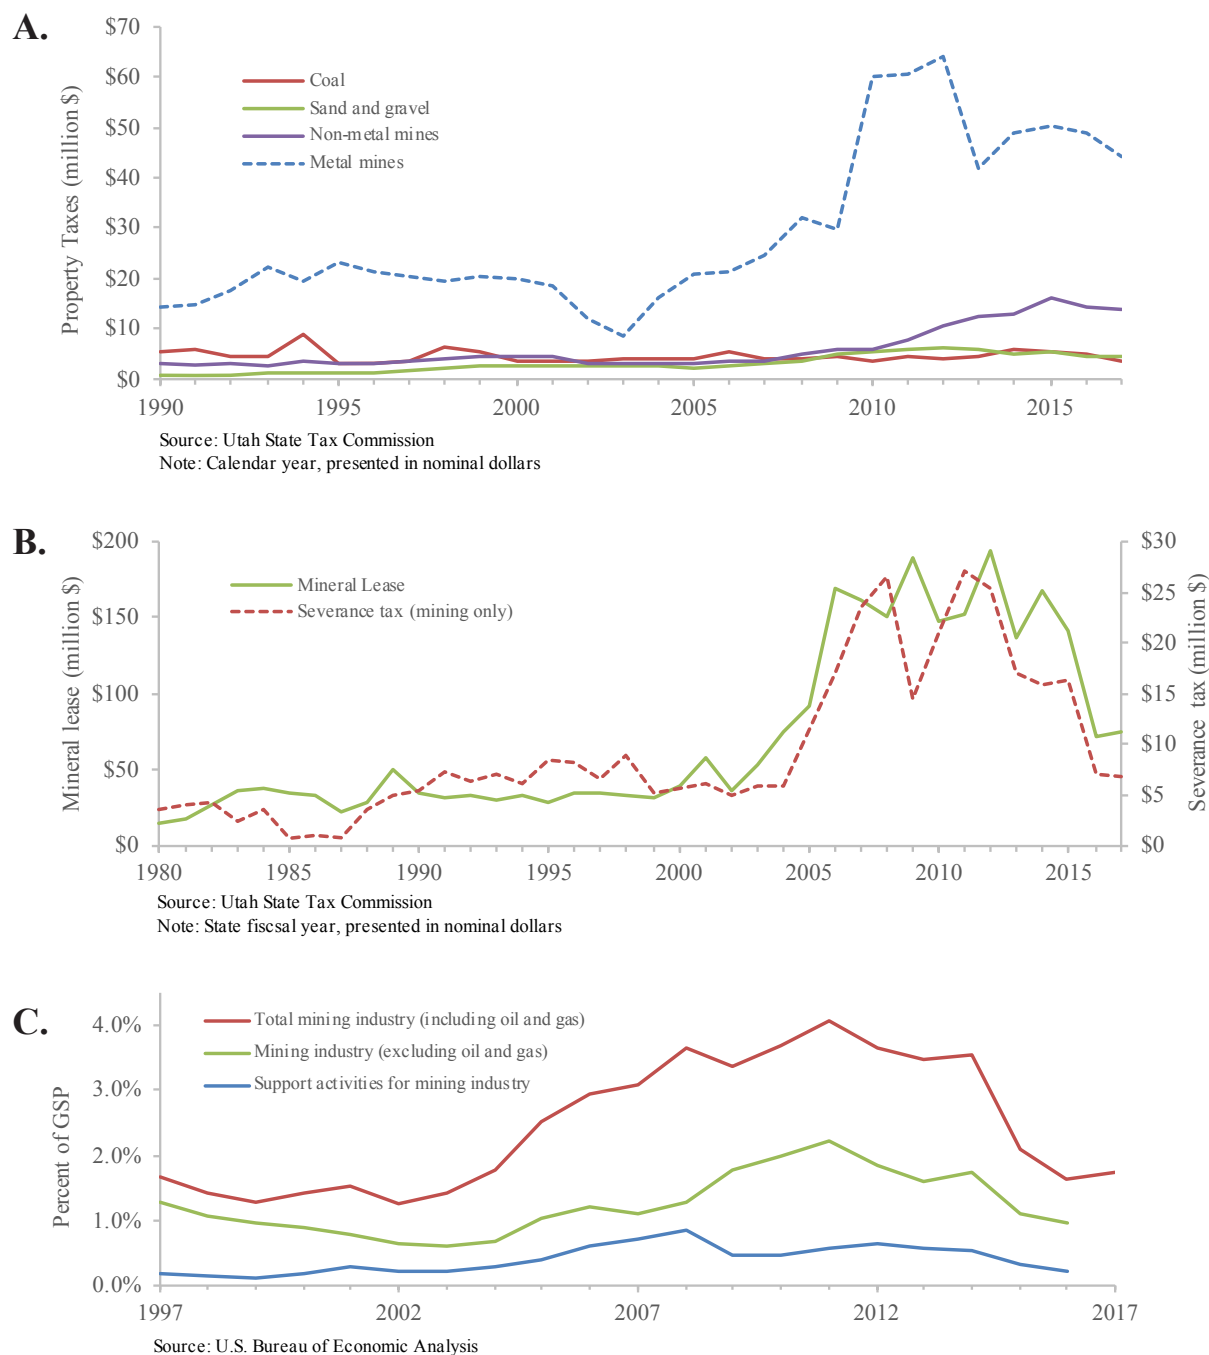 A.
$70
$60
$50
$40
$30
$20
$10
$0
Property Taxes (million $)
Coal
Sand and gravel
Non-metal mines
Metal mines
1990 1995 2000 2005 2010 2015
Source: Utah State Tax Commission
Note: Calendar year, presented in nominal dollars
B.
$200
$150
$100
$50
$0
Mineral lease (million $)
Mineral Lease
Severance tax (mining only)
$30
$25
$20
$15
$10
$5
$0
Severance tax (million $)
1980 1985 1990 1995 2000 2005 2010 2015
Source: Utah State Tax Commission
Note: State fiscsal year, presented in nominal dollars
C.
4.0%
3.0%
2.0%
1.0%
0.0%
Percent of GSP
Total mining industry (including oil and gas)
Mining industry (excluding oil and gas)
Support activities for mining industry
1997 2002 2007 2012 2017
Source: U.S. Bureau of Economic Analysis